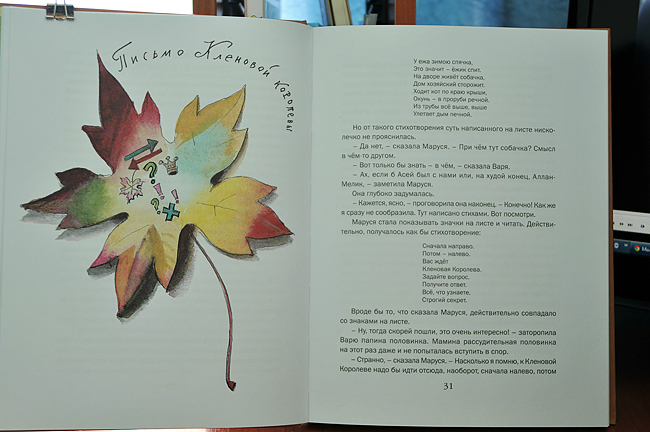 Письмо Кленовой Королевы
У ежа зимою спячка,
Это значит – ёжик спит.
На дворе живёт собачка,
Дом хозяйский сторожит.
Ходит кот по краю крыши,
Окунь – в проруби речной.
Из трубы всё выше, выше
Улетает дым печной.
Но от такого стихотворения суть написанного на листе ниско-
лечко не прояснилась.
– Да нет, – сказала Маруся. – При чём тут собачка? Смысл
в чём-то другом.
– Вот только бы знать – в чём, – сказала Варя.
– Ах, если б Асей был с нами или, на худой конец, Аллан-
Мелик, – заметила Маруся.
Она глубоко задумалась.
– Кажется, ясно, – проговорила она наконец. – Конечно! Как же
я сразу не сообразила. Тут написано стихами. Вот посмотри.
Маруся стала показывать значки на листе и читать. Действи-
тельно, получалось как бы стихотворение:
Сначала направо.
Потом – налево.
Вас ждёт
Кленовая Королева.
Задайте вопрос.
Получите ответ.
Всё, что узнаете,
Строгий секрет.
Вроде бы то, что сказала Маруся, действительно совпадало
со знаками на листе.
– Ну, тогда скорей пошли, это очень интересно! – заторопила
Варю папина половинка. Мамина рассудительная половинка
на этот раз даже и не попыталась вступить в спор.
– Странно, – сказала Маруся. – Насколько я помню, к Кленовой
Королеве надо бы идти отсюда, наоборот, сначала налево, потом
31